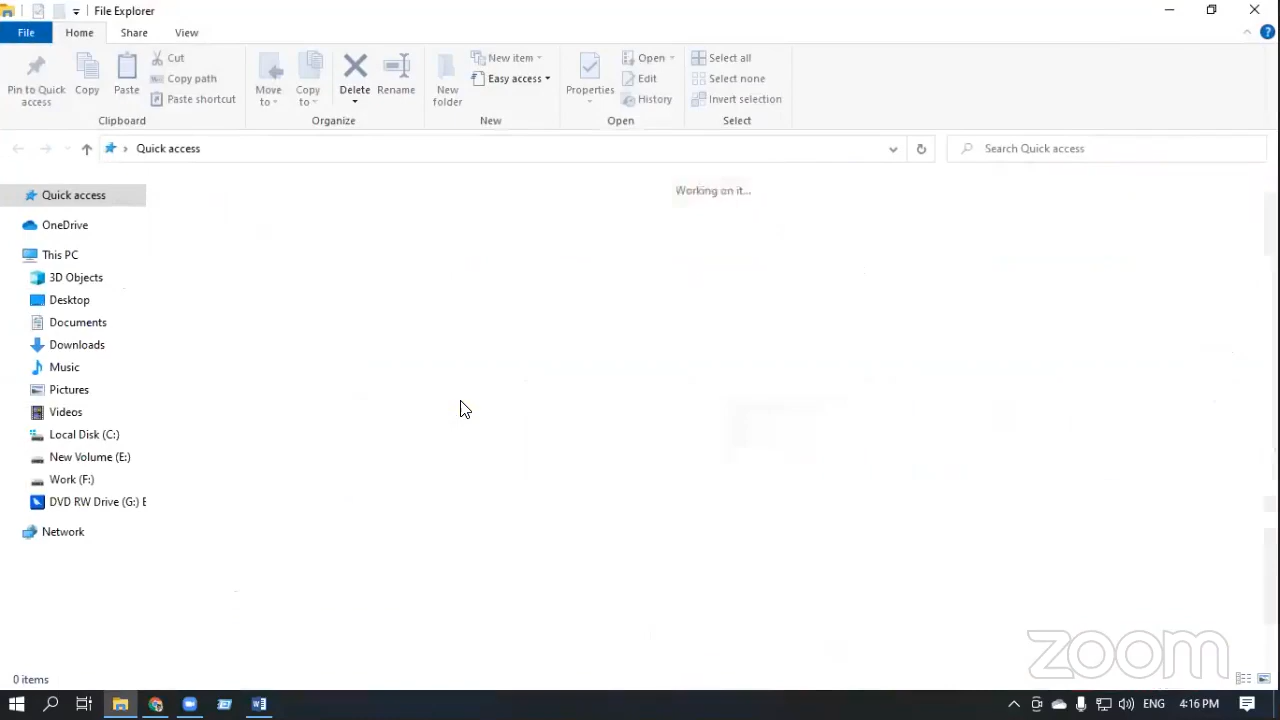 File Explorer
File Home Share View
Pin to Quick access
Copy
Paste
Cut
Copy path
Paste shortcut
Clipboard
Move to
Copy to
Delete
Rename
Organize
New folder
New item
Easy access
New
Properties
Open
Edit
History
Open
Select all
Select none
Invert selection
Select
Quick access
Search Quick access
Working on it...
Quick access
OneDrive
This PC
3D Objects
Desktop
Documents
Downloads
Music
Pictures
Videos
Local Disk (C:)
New Volume (E:)
Work (F:)
DVD RW Drive (G:) E
Network
zoom
0 items
ENG 4:16 PM